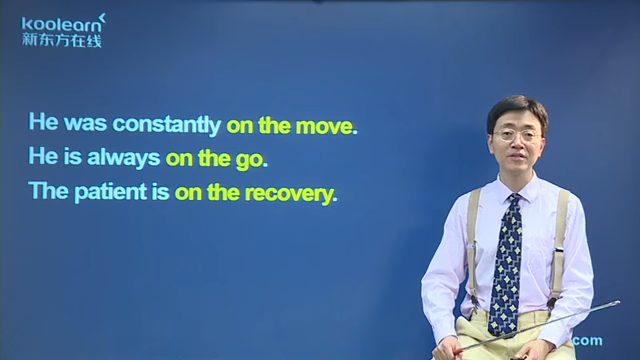 koolearn
新东方在线
He was constantly on the move.
He is always on the go.
The patient is on the recovery.
.com